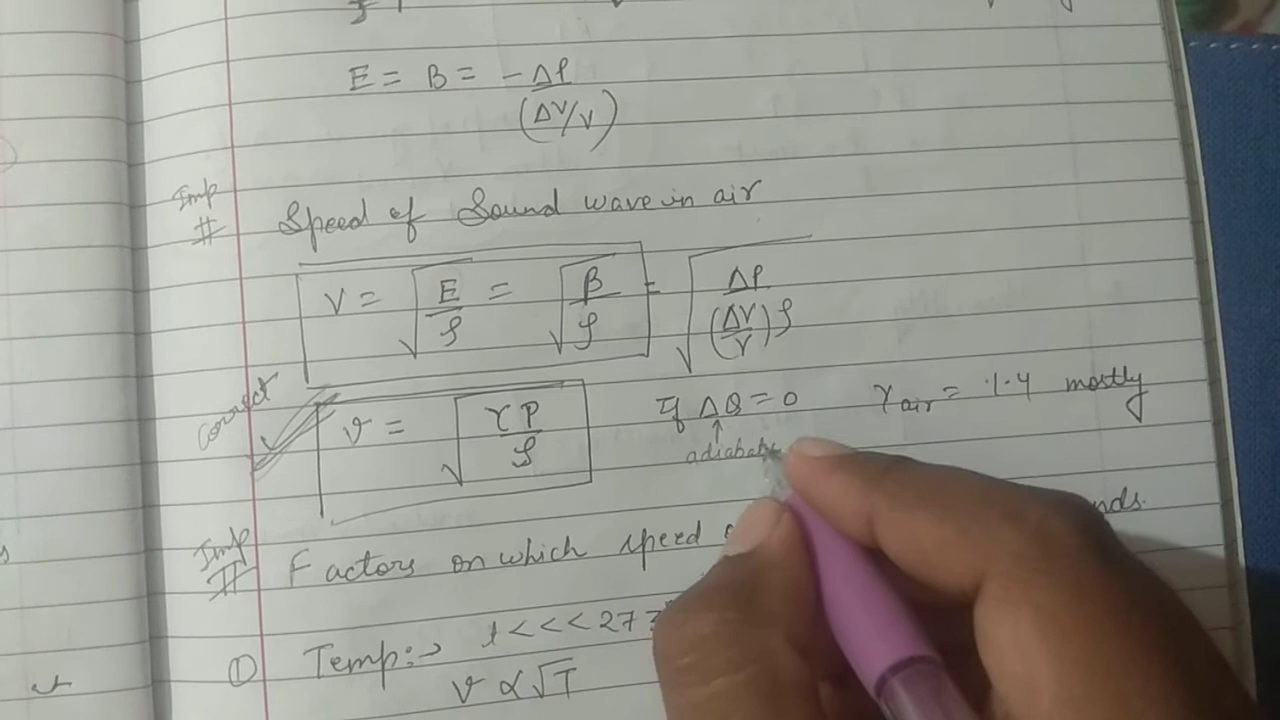 E = B = -ΔP
(ΔV/V)
Imp
# Speed of Sound wave in air
V = √E/ρ = √B/ρ = √ΔP/(ΔV/V)ρ
Correct
v = √γP/ρ If ΔQ = 0 γair = 1.4 mostly
↑
adiabatic
Imp
# Factors on which speed nds.
① Temp:→ t<<<273
v ∝ √T